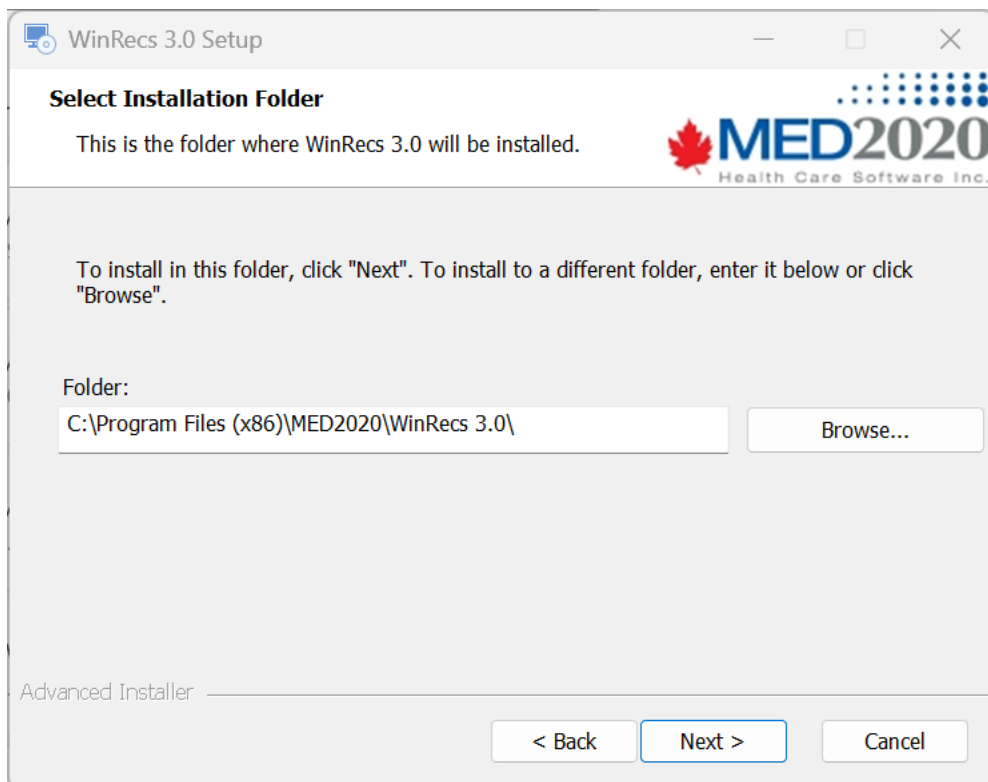 WinRecs 3.0 Setup
Select Installation Folder
This is the folder where WinRecs 3.0 will be installed.
MED2020
Health Care Software Inc.
To install in this folder, click "Next". To install to a different folder, enter it below or click
"Browse".
Folder:
C:\Program Files (x86)\MED2020\WinRecs 3.0\
Browse...
Advanced Installer
< Back
Next >
Cancel